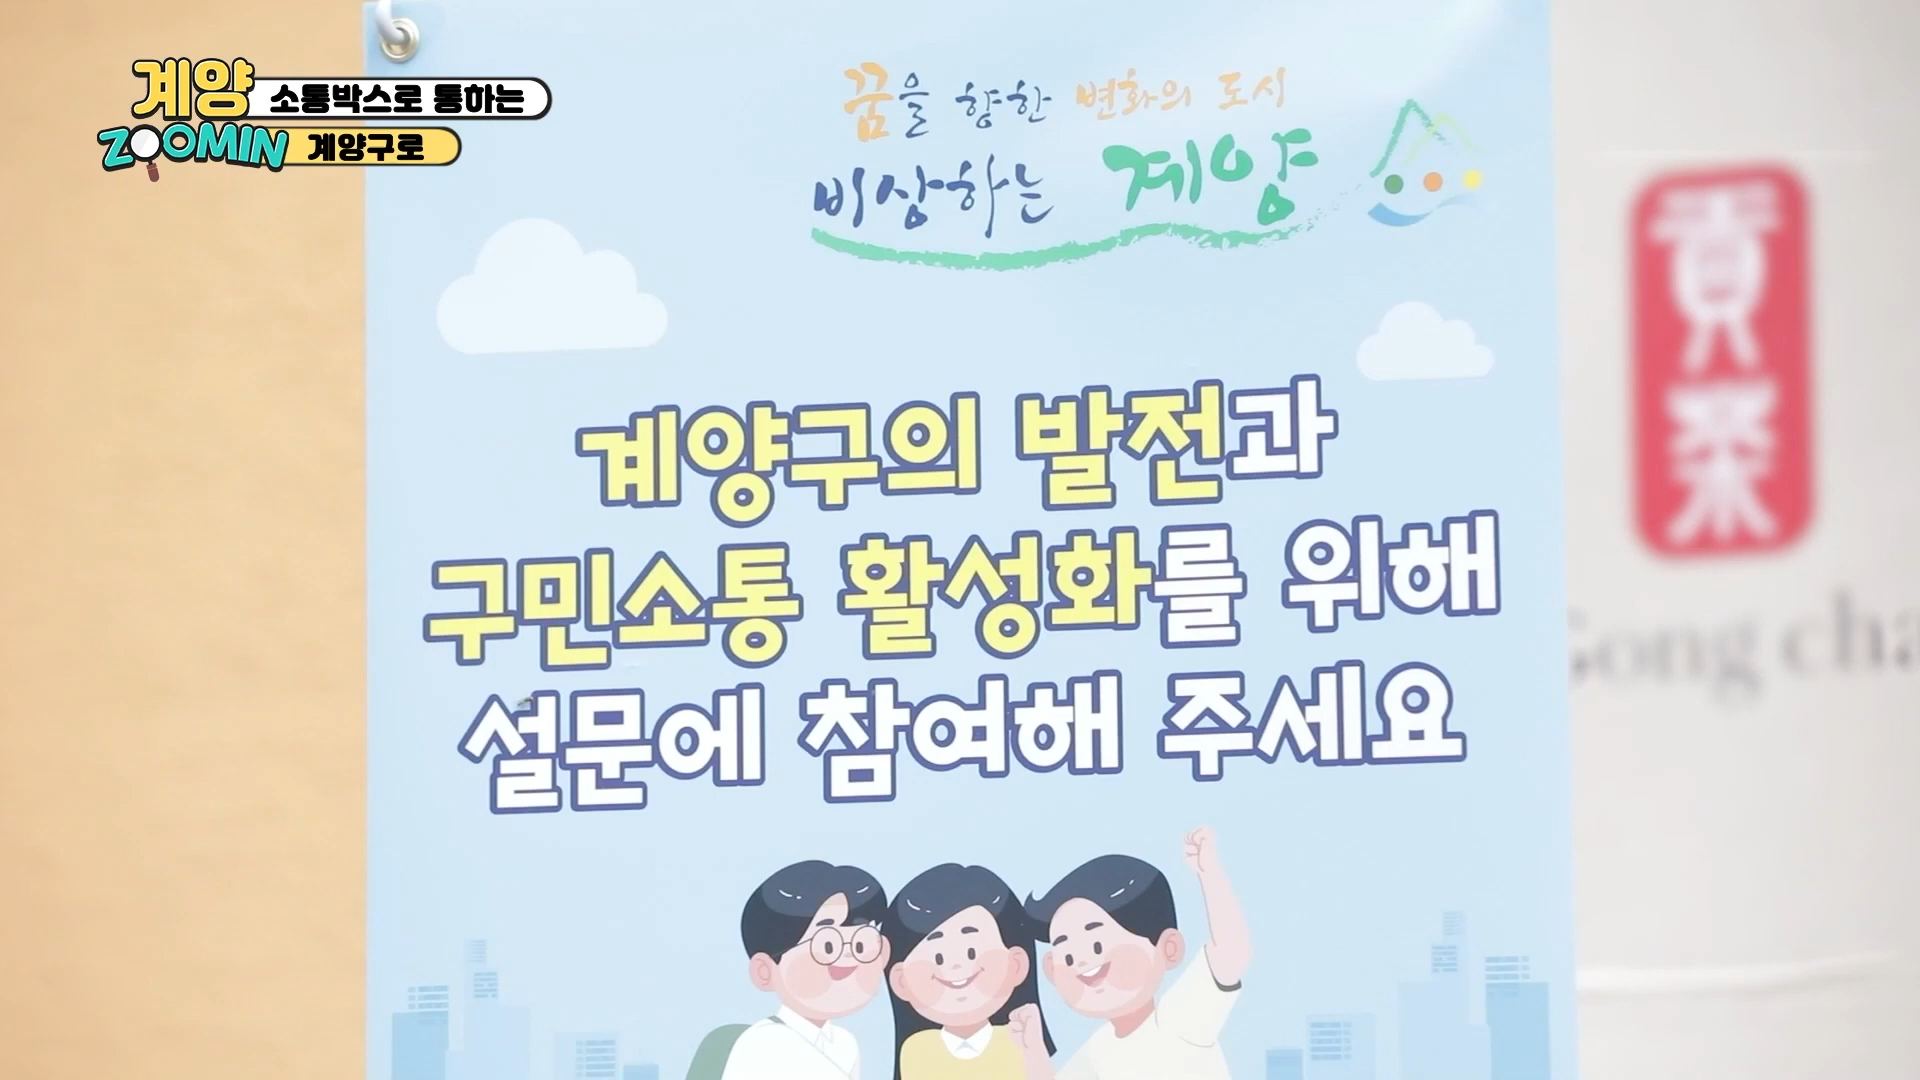 계양 소통박스로 통하는
ZOOMIN 계양구로
꿈을 향한 변화의 도시
비상하는 계양
계양구의 발전과
구민소통 활성화를 위해
설문에 참여해 주세요
貢茶
Gong cha